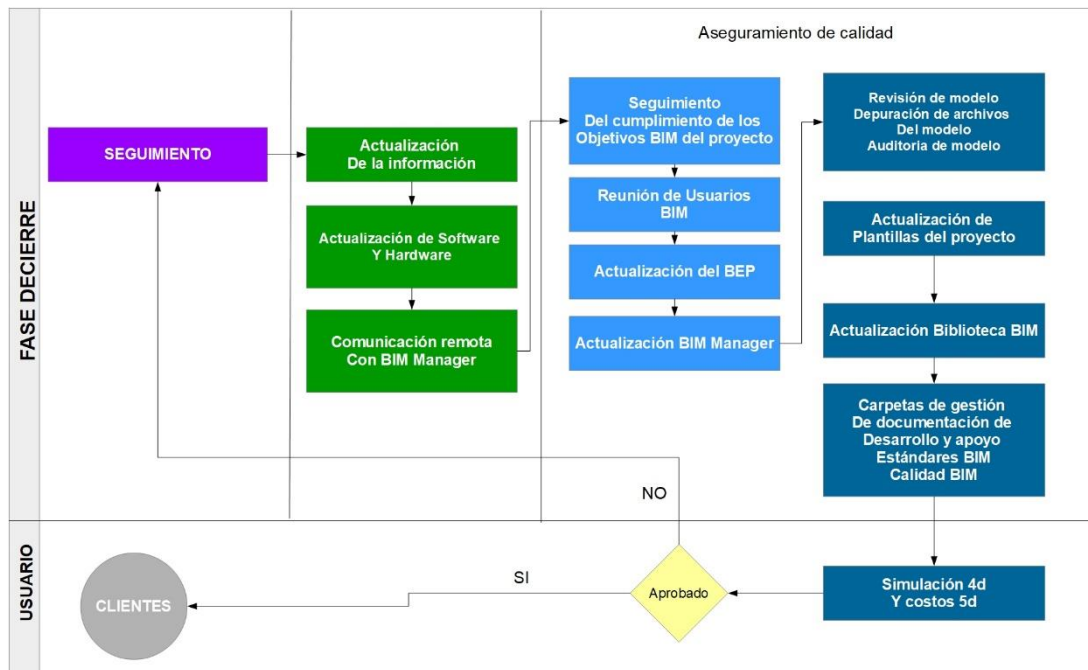 FASE DECIERRE
USUARIO
Aseguramiento de calidad
SEGUIMIENTO
Actualización
De la información
Actualización de Software
Y Hardware
Comunicación remota
Con BIM Manager
Seguimiento
Del cumplimiento de los
Objetivos BIM del proyecto
Reunión de Usuarios
BIM
Actualización del BEP
Actualización BIM Manager
Revisión de modelo
Depuración de archivos
Del modelo
Auditoria de modelo
Actualización de
Plantillas del proyecto
Actualización Biblioteca BIM
Carpetas de gestión
De documentación de
Desarrollo y apoyo
Estándares BIM
Calidad BIM
Simulación 4d
Y costos 5d
Aprobado
NO
SI
CLIENTES